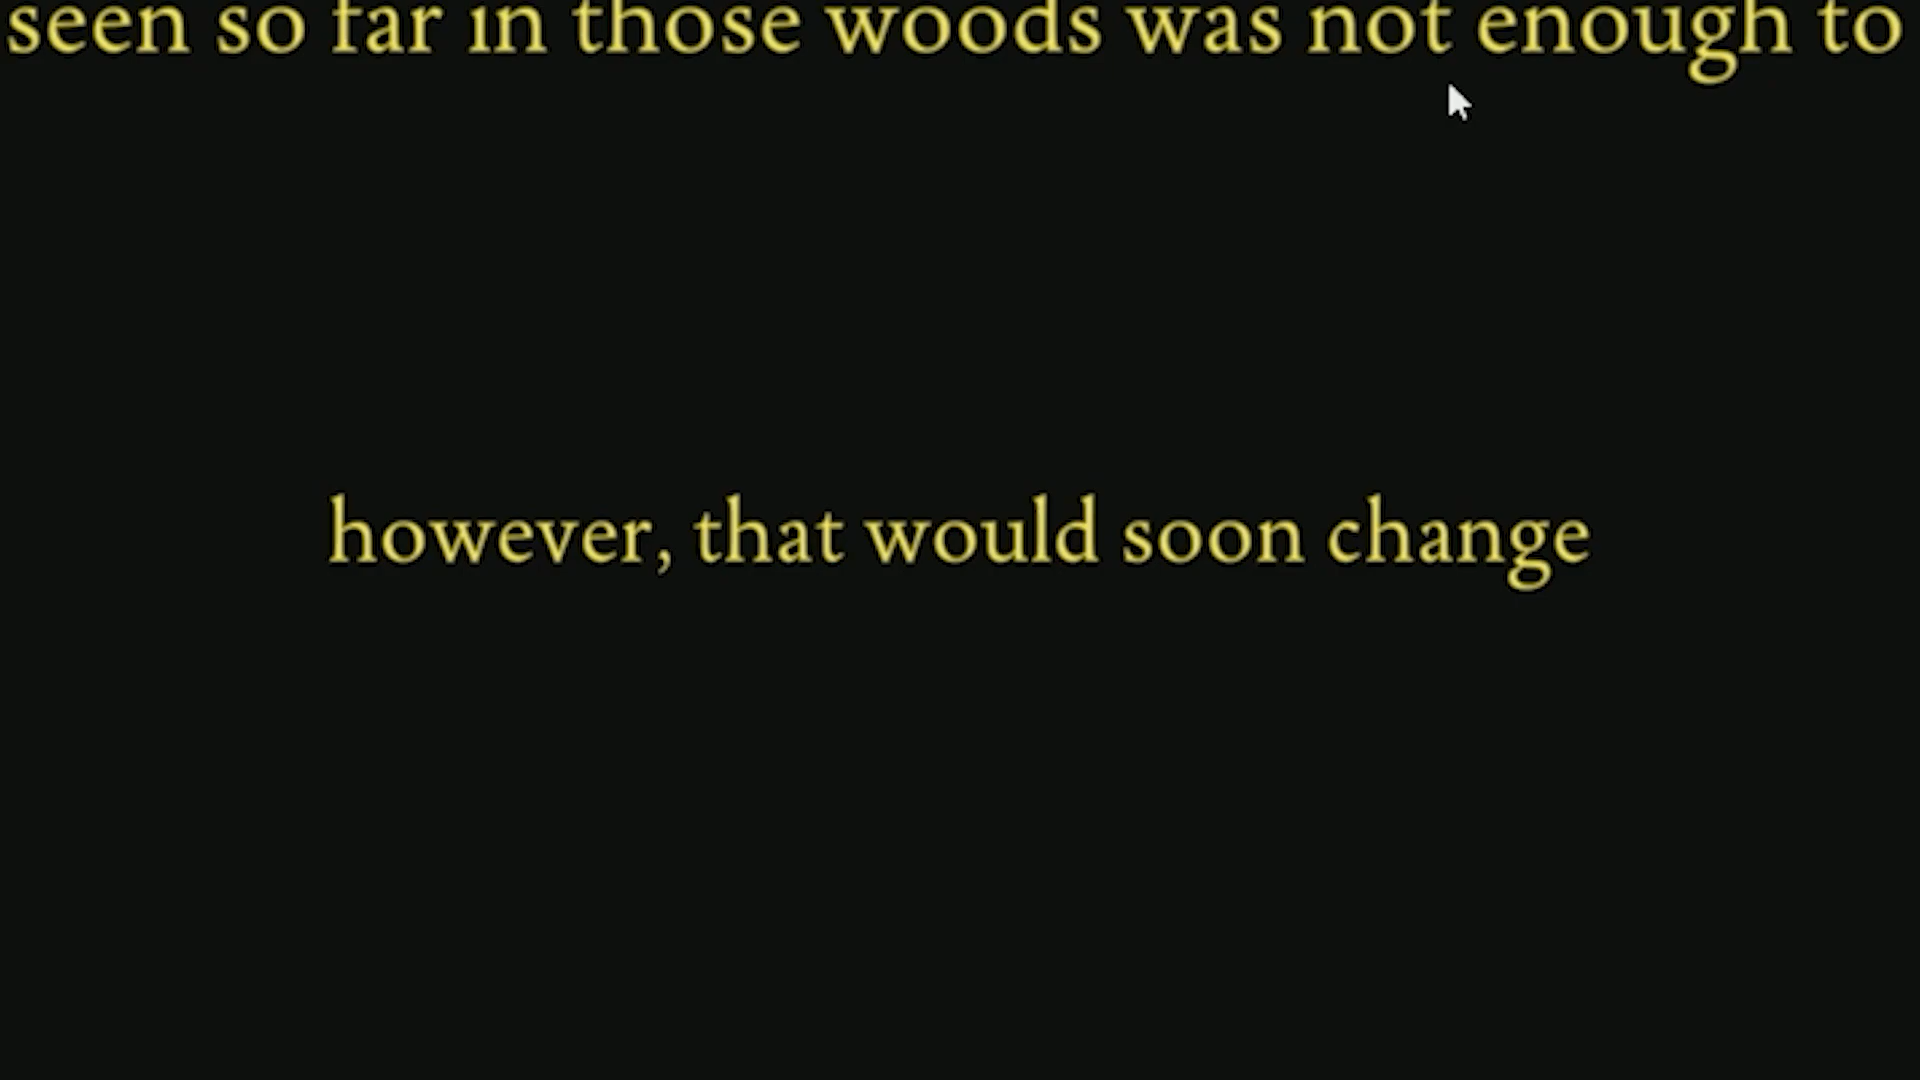 seen so far in those woods was not enough to
however, that would soon change